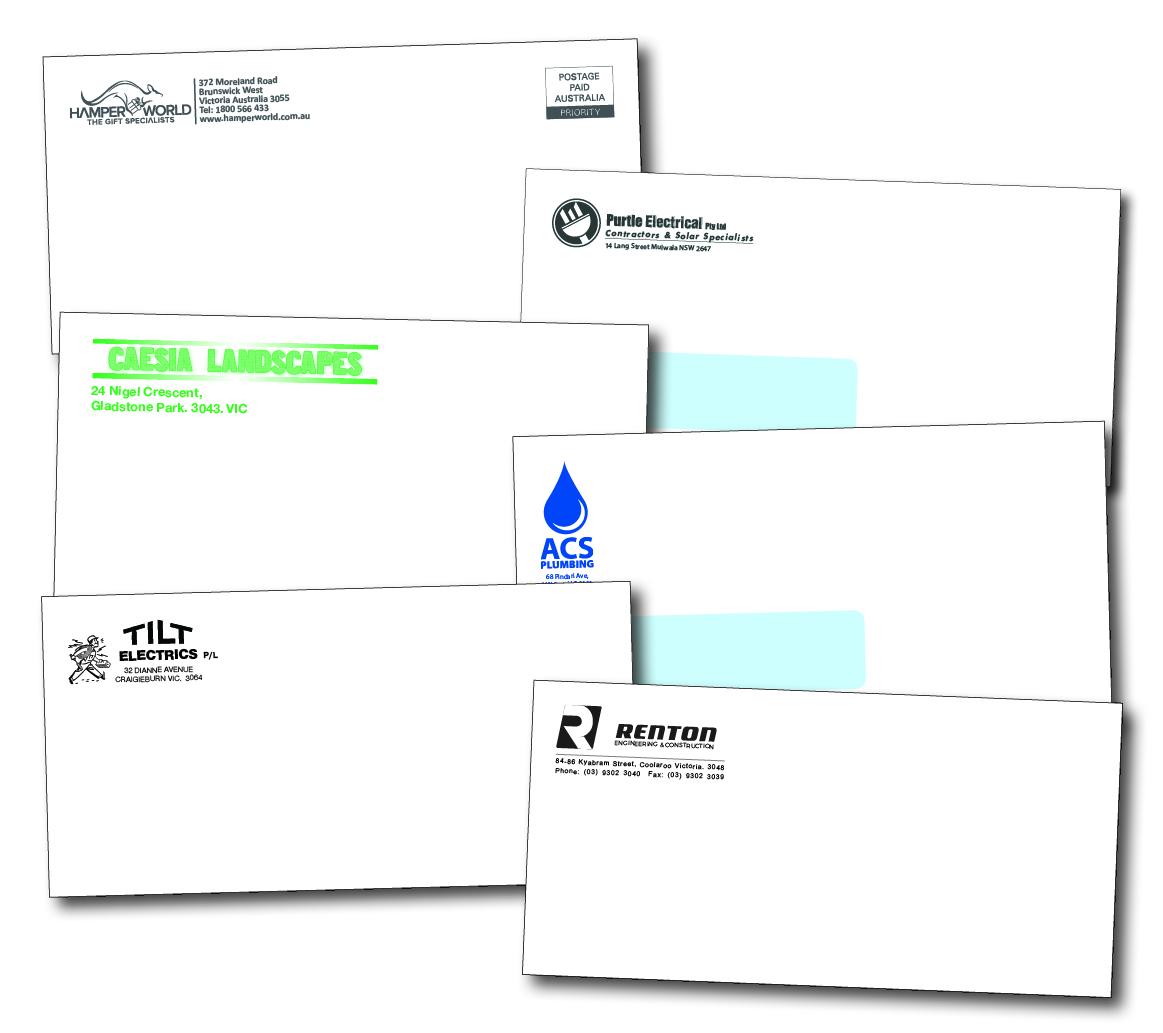 HAMPER WORLD
THE GIFT SPECIALISTS
372 Moreland Road
Brunswick West
Victoria Australia 3055
Tel: 1800 566 433
www.hamperworld.com.au
POSTAGE
PAID
AUSTRALIA
PRIORITY
Purtle Electrical Pty Ltd
Contractors & Solar Specialists
14 Lang Street Mulwala NSW 2647
CAESIA LANDSCAPES
24 Nigel Crescent,
Gladstone Park. 3043. VIC
ACS
PLUMBING
68 Pindari Ave,
TILT
ELECTRICS P/L
32 DIANNE AVENUE
CRAIGIEBURN VIC. 3064
R
RENTON
ENGINEERING & CONSTRUCTION
84-86 Kyabram Street, Coolaroo Victoria. 3048
Phone: (03) 9302 3040 Fax: (03) 9302 3039